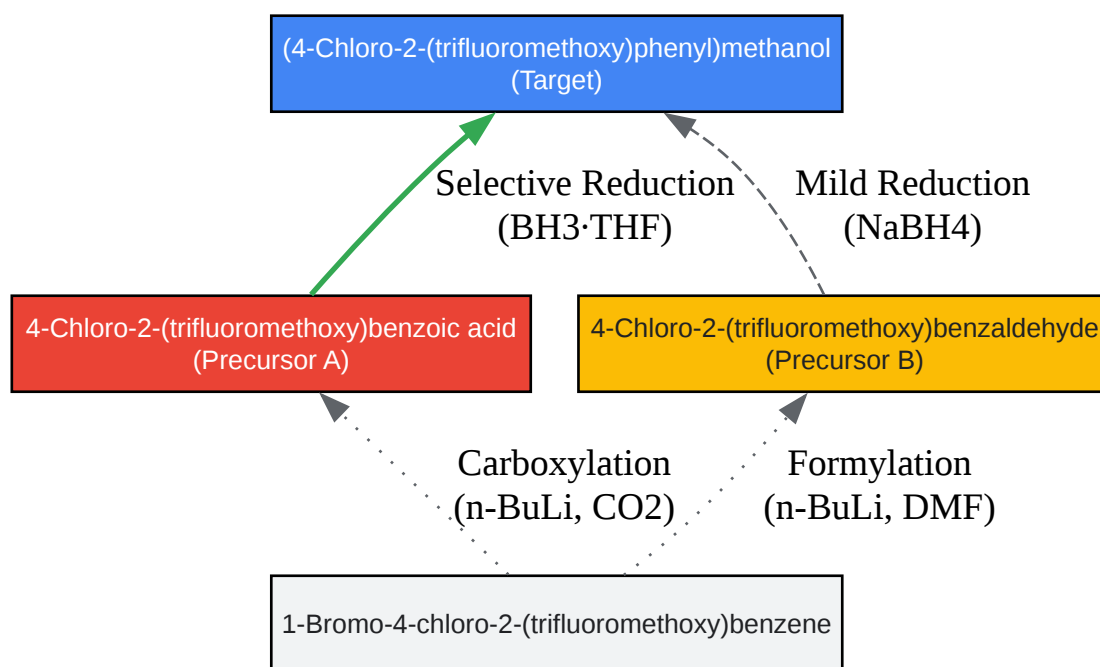 (4-Chloro-2-(trifluoromethoxy)phenyl)methanol
(Target)
Selective Reduction
(BH3·THF)
Mild Reduction
(NaBH4)
4-Chloro-2-(trifluoromethoxy)benzoic acid
(Precursor A)
4-Chloro-2-(trifluoromethoxy)benzaldehyde
(Precursor B)
Carboxylation
(n-BuLi, CO2)
Formylation
(n-BuLi, DMF)
1-Bromo-4-chloro-2-(trifluoromethoxy)benzene